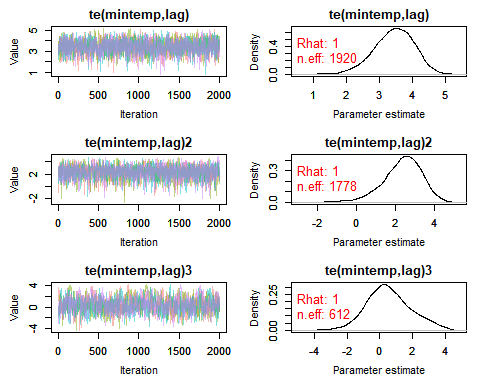 te(mintemp,lag)
Value
1 3 5
0 500 1000 1500 2000
Iteration
te(mintemp,lag)
Density
0.0 0.4
Rhat: 1
n.eff: 1920
1 2 3 4 5
Parameter estimate
te(mintemp,lag)2
Value
-2 2
0 500 1000 1500 2000
Iteration
te(mintemp,lag)2
Density
0.0 0.3
Rhat: 1
n.eff: 1778
-2 0 2 4
Parameter estimate
te(mintemp,lag)3
Value
-4 0 4
0 500 1000 1500 2000
Iteration
te(mintemp,lag)3
Density
0.00 0.25
Rhat: 1
n.eff: 612
-4 -2 0 2 4
Parameter estimate